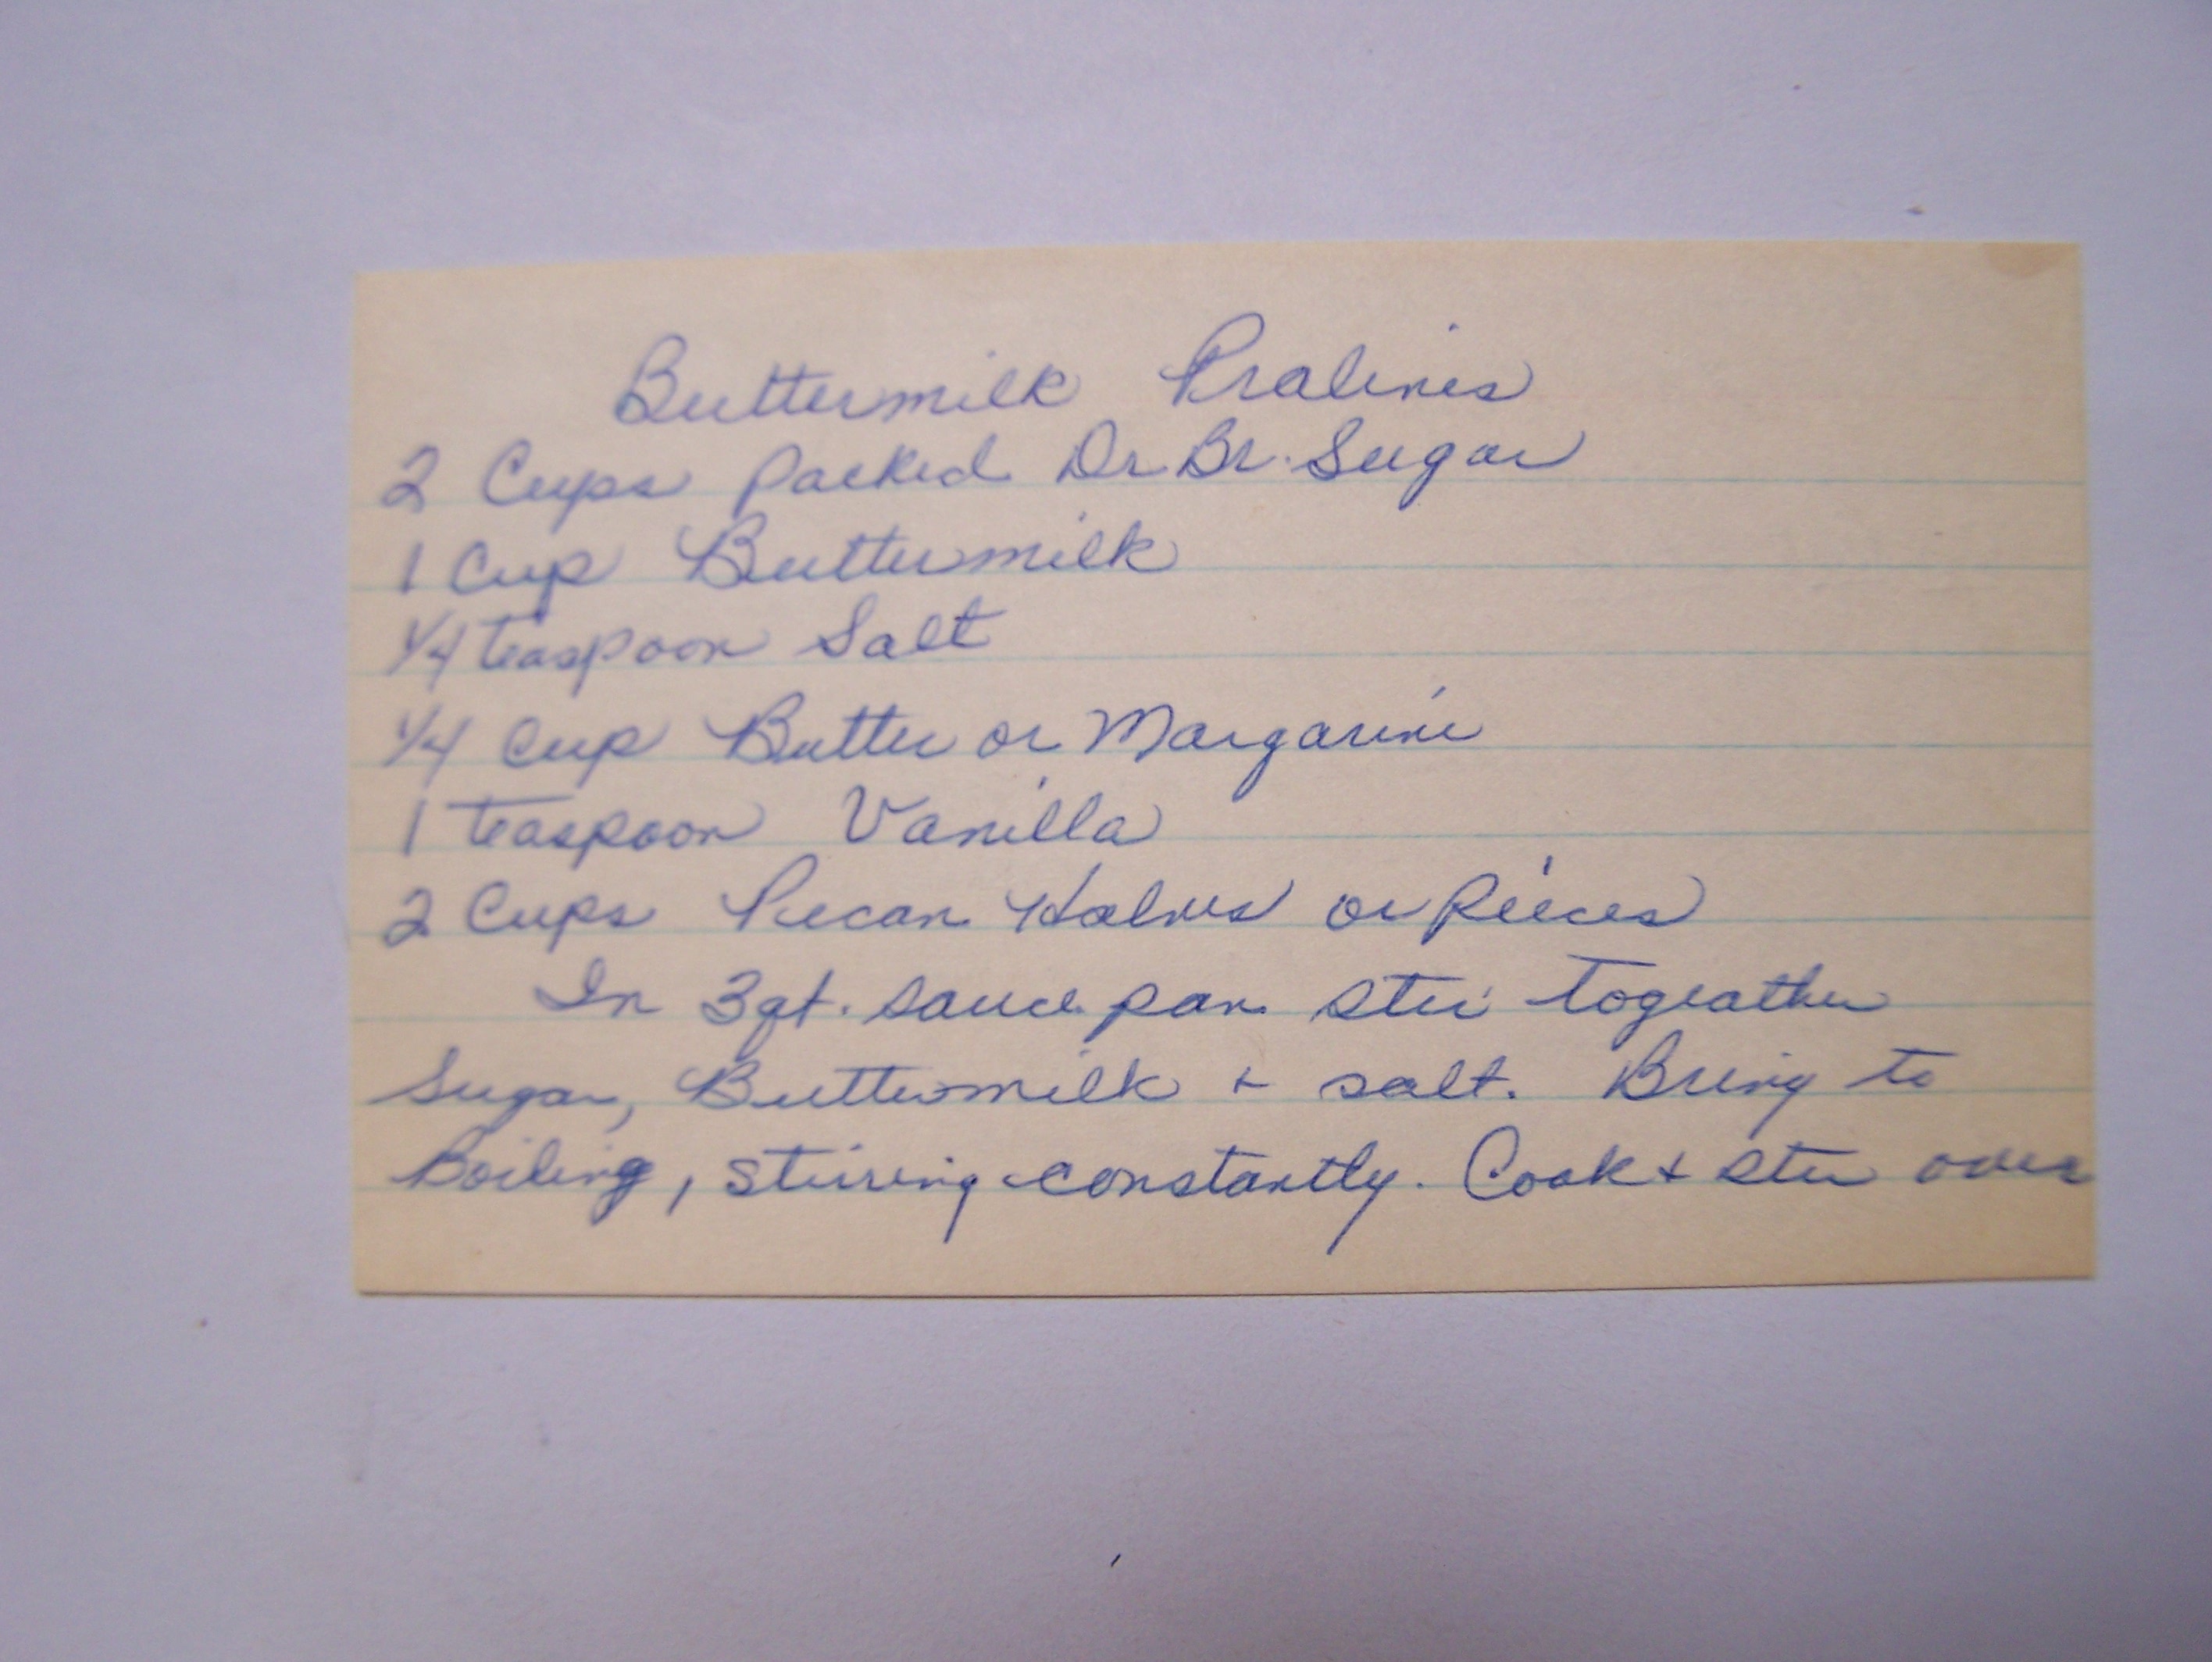 Buttermilk Pralines
2 Cups Packed Dr Br. Sugar
1 Cup Buttermilk
1/4 teaspoon Salt
1/4 Cup Butter or Margarine
1 teaspoon Vanilla
2 Cups Pecan Halves or Pieces
In 3 qt. sauce pan stir togeather
Sugar, Buttermilk + salt. Bring to
Boiling, stirring constantly. Cook + stir over